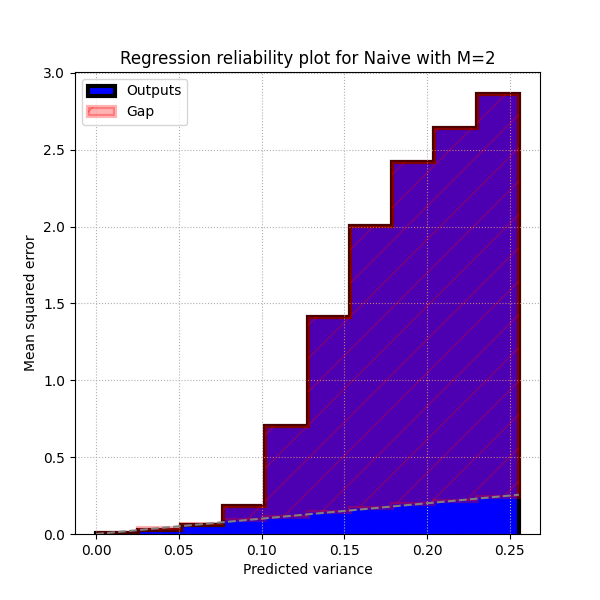 Regression reliability plot for Naive with M=2
Outputs
Gap
Mean squared error
3.0
2.5
2.0
1.5
1.0
0.5
0.0
0.00 0.05 0.10 0.15 0.20 0.25
Predicted variance